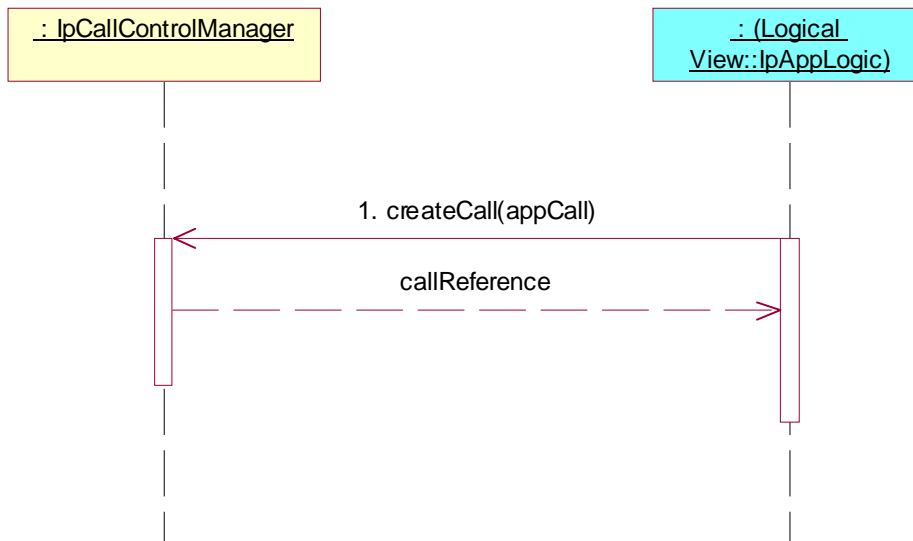 : IpCallControlManager
: (Logical
View::IpAppLogic)
1. createCall(appCall)
callReference